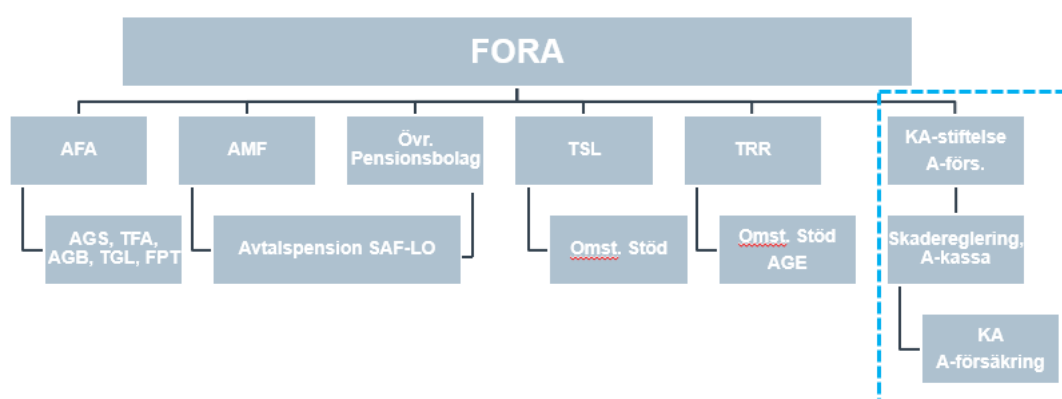 FORA
AFA
AMF
Övr.
Pensionsbolag
TSL
TRR
KA-stiftelse
A-förs.
AGS, TFA,
AGB, TGL, FPT
Avtalspension SAF-LO
Omst. Stöd
Omst. Stöd
AGE
Skadereglering,
A-kassa
KA
A-försäkring